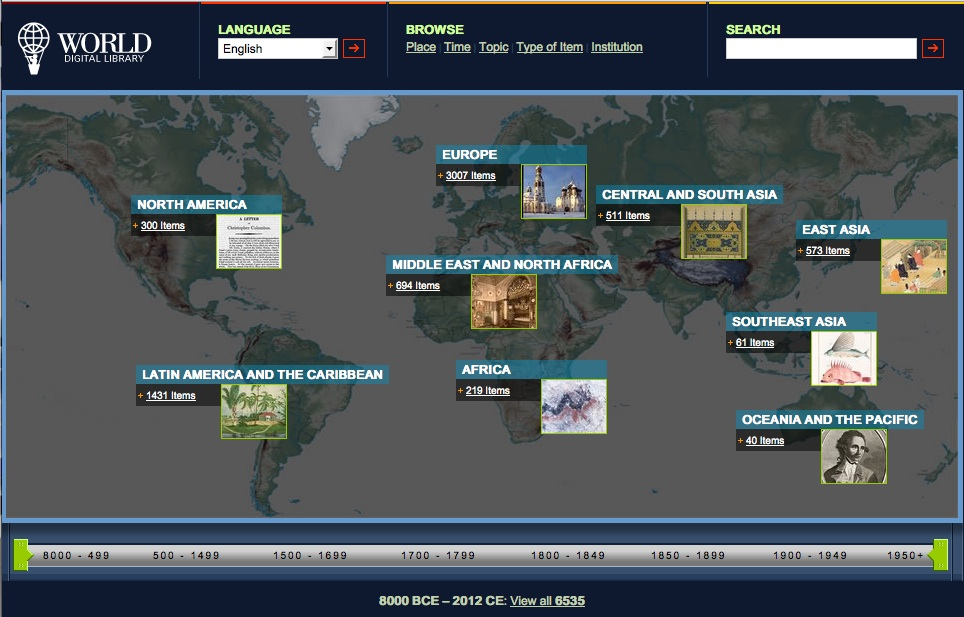 WORLD
DIGITAL LIBRARY
LANGUAGE
English
BROWSE
Place | Time | Topic | Type of Item | Institution
SEARCH
EUROPE
+ 3007 Items
CENTRAL AND SOUTH ASIA
+ 511 Items
NORTH AMERICA
+ 300 Items
A LETTER
Christopher Columbus
EAST ASIA
+ 573 Items
MIDDLE EAST AND NORTH AFRICA
+ 694 Items
SOUTHEAST ASIA
+ 61 Items
LATIN AMERICA AND THE CARIBBEAN
+ 1431 Items
AFRICA
+ 219 Items
OCEANIA AND THE PACIFIC
+ 40 Items
8000 - 499 500 - 1499 1500 - 1699 1700 - 1799 1800 - 1849 1850 - 1899 1900 - 1949 1950+
8000 BCE – 2012 CE: View all 6535